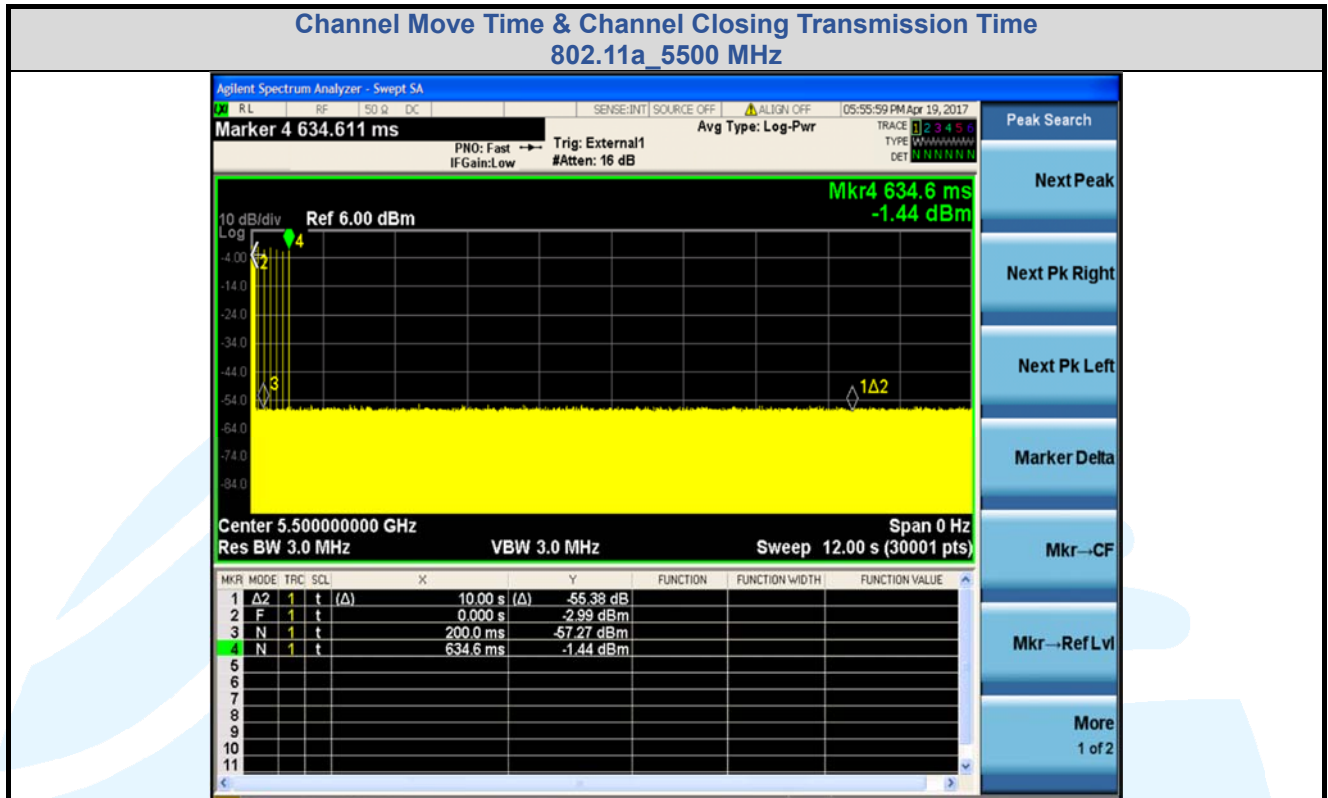 Channel Move Time & Channel Closing Transmission Time
802.11a_5500 MHz
Agilent Spectrum Analyzer - Swept SA
LXI RL RF 50 Ω DC SENSE:INT SOURCE OFF ALIGN OFF 05:55:59 PM Apr 19, 2017
Marker 4 634.611 ms
PNO: Fast
IFGain:Low
Trig: External1
#Atten: 16 dB
Avg Type: Log-Pwr
TRACE 1 2 3 4 5 6
TYPE WWWWWWW
DET N N N N N N
Peak Search
Next Peak
Next Pk Right
Next Pk Left
Marker Delta
Mkr→CF
Mkr→Ref Lvl
More
1 of 2
Mkr4 634.6 ms
-1.44 dBm
10 dB/div Ref 6.00 dBm
Log
4
-4.00
2
-14.0
-24.0
-34.0
-44.0
3
1Δ2
-54.0
-64.0
-74.0
-84.0
Center 5.500000000 GHz Span 0 Hz
Res BW 3.0 MHz VBW 3.0 MHz Sweep 12.00 s (30001 pts)
MKR MODE TRC SCL X Y FUNCTION FUNCTION WIDTH FUNCTION VALUE
1 Δ2 1 t (Δ) 10.00 s (Δ) -55.38 dB
2 F 1 t 0.000 s -2.99 dBm
3 N 1 t 200.0 ms -57.27 dBm
4 N 1 t 634.6 ms -1.44 dBm
5
6
7
8
9
10
11